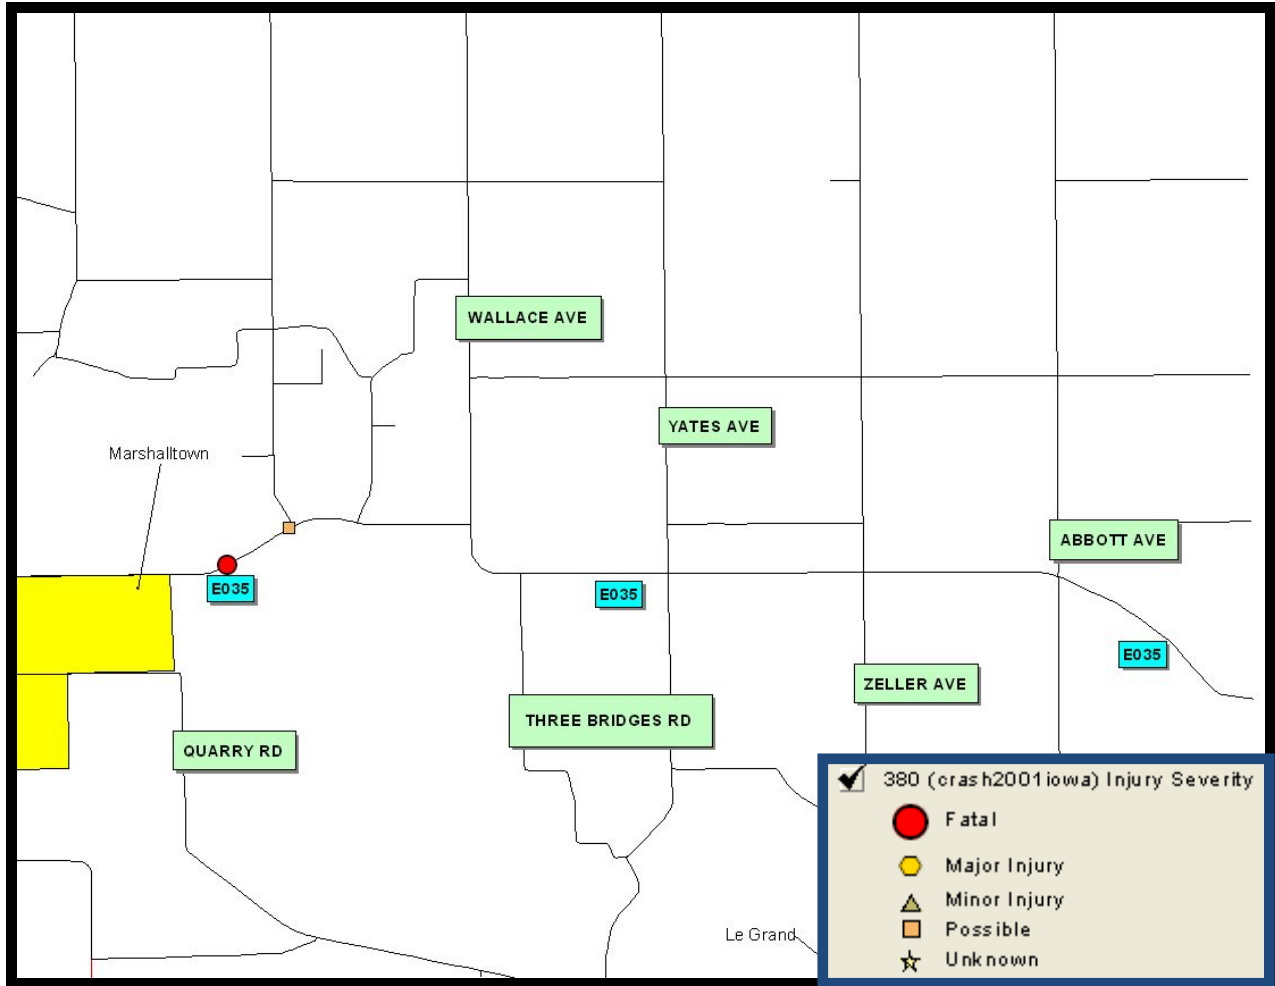 WALLACE AVE
YATES AVE
Marshalltown
ABBOTT AVE
E035
E035
E035
ZELLER AVE
THREE BRIDGES RD
QUARRY RD
Le Grand
380 (crash2001iowa) Injury Severity
Fatal
Major Injury
Minor Injury
Possible
Unknown